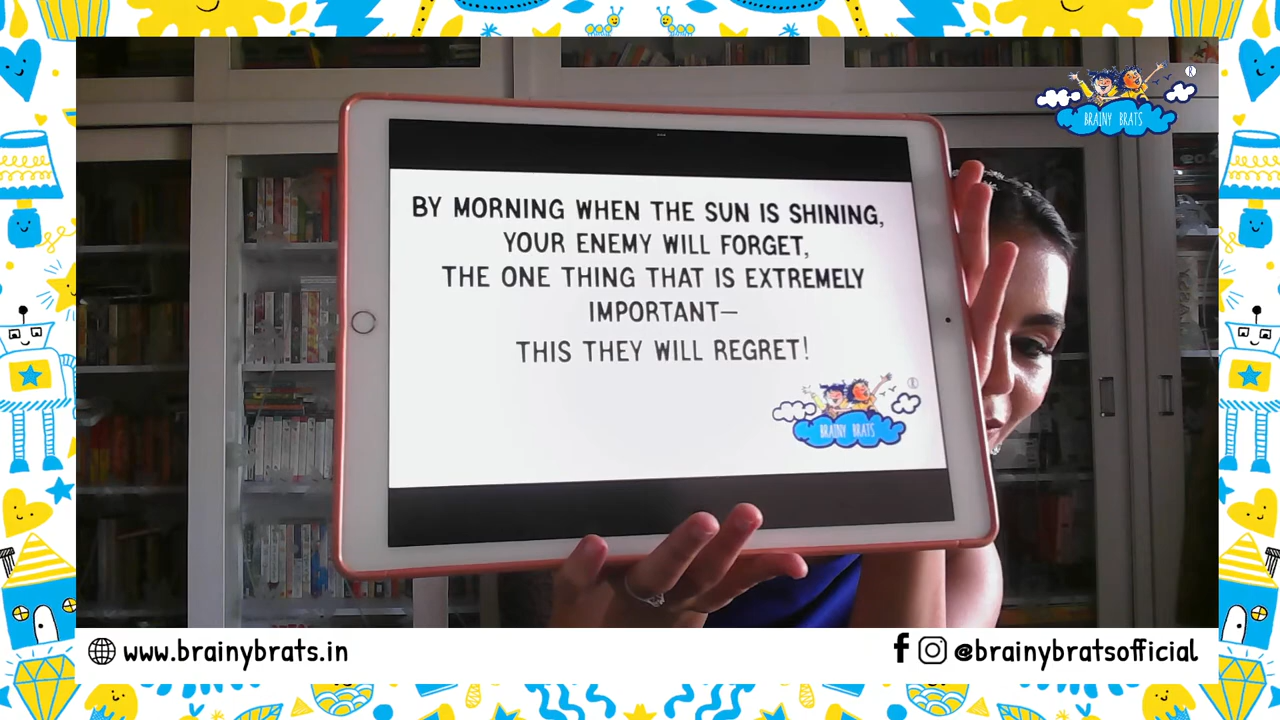 BRAINY BRATS
BY MORNING WHEN THE SUN IS SHINING,
YOUR ENEMY WILL FORGET,
THE ONE THING THAT IS EXTREMELY
IMPORTANT—
THIS THEY WILL REGRET!
BRAINY BRATS
www.brainybrats.in
@brainybratsofficial